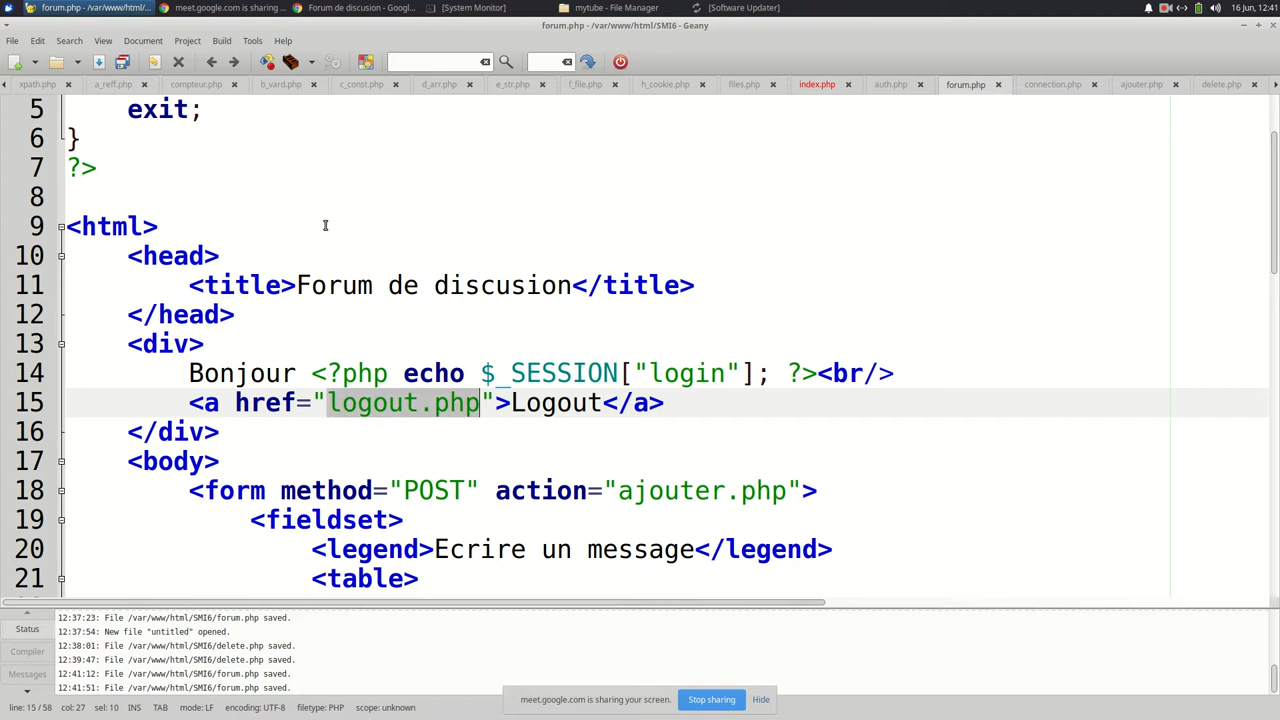 forum.php - /var/www/html/... meet.google.com is sharing ... Forum de discusion - Googl... [System Monitor] mytube - File Manager [Software Updater] 16 Jun, 12:41
forum.php - /var/www/html/SMI6 - Geany
File Edit Search View Document Project Build Tools Help
xpath.php a_reff.php compteur.php b_vard.php c_const.php d_arr.php e_str.php f_file.php h_cookie.php files.php index.php auth.php forum.php connection.php ajouter.php delete.php
5 exit;
6 }
7 ?>
8
9 <html>
10 <head>
11 <title>Forum de discusion</title>
12 </head>
13 <div>
14 Bonjour <?php echo $_SESSION["login"]; ?><br/>
15 <a href="logout.php">Logout</a>
16 </div>
17 <body>
18 <form method="POST" action="ajouter.php">
19 <fieldset>
20 <legend>Ecrire un message</legend>
21 <table>
Status
Compiler
Messages
12:37:23: File /var/www/html/SMI6/forum.php saved.
12:37:54: New file "untitled" opened.
12:38:01: File /var/www/html/SMI6/delete.php saved.
12:39:47: File /var/www/html/SMI6/delete.php saved.
12:41:12: File /var/www/html/SMI6/forum.php saved.
12:41:51: File /var/www/html/SMI6/forum.php saved.
meet.google.com is sharing your screen. Stop sharing Hide
15 / 58 col: 27 sel: 10 INS TAB mode: LF encoding: UTF-8 filetype: PHP scope: unknown